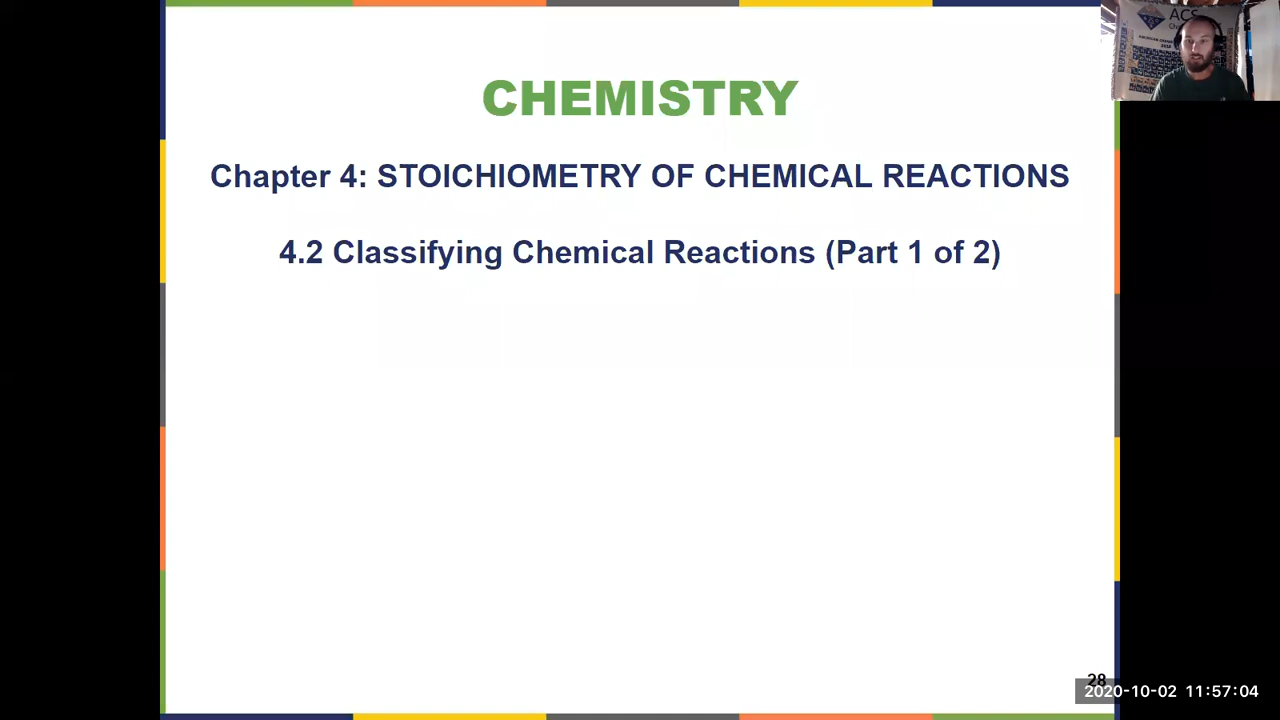 CHEMISTRY
Chapter 4: STOICHIOMETRY OF CHEMICAL REACTIONS
4.2 Classifying Chemical Reactions (Part 1 of 2)
ACS
28
2020-10-02 11:57:04